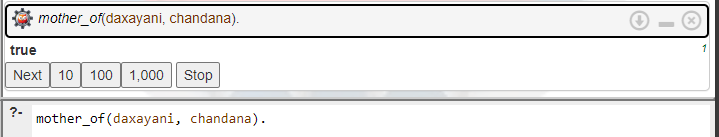 mother_of(daxayani, chandana).
true 1
Next 10 100 1,000 Stop
?- mother_of(daxayani, chandana).